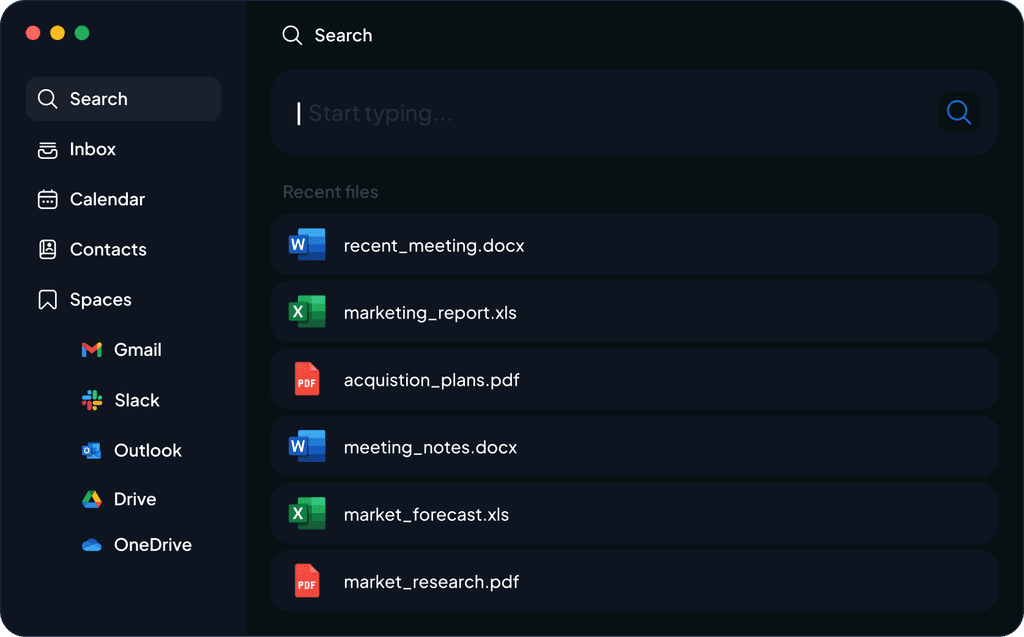 Search
Inbox
Calendar
Contacts
Spaces
Gmail
Slack
Outlook
Drive
OneDrive
Search
Start typing...
Recent files
W recent_meeting.docx
X marketing_report.xls
PDF acquistion_plans.pdf
W meeting_notes.docx
X market_forecast.xls
PDF market_research.pdf